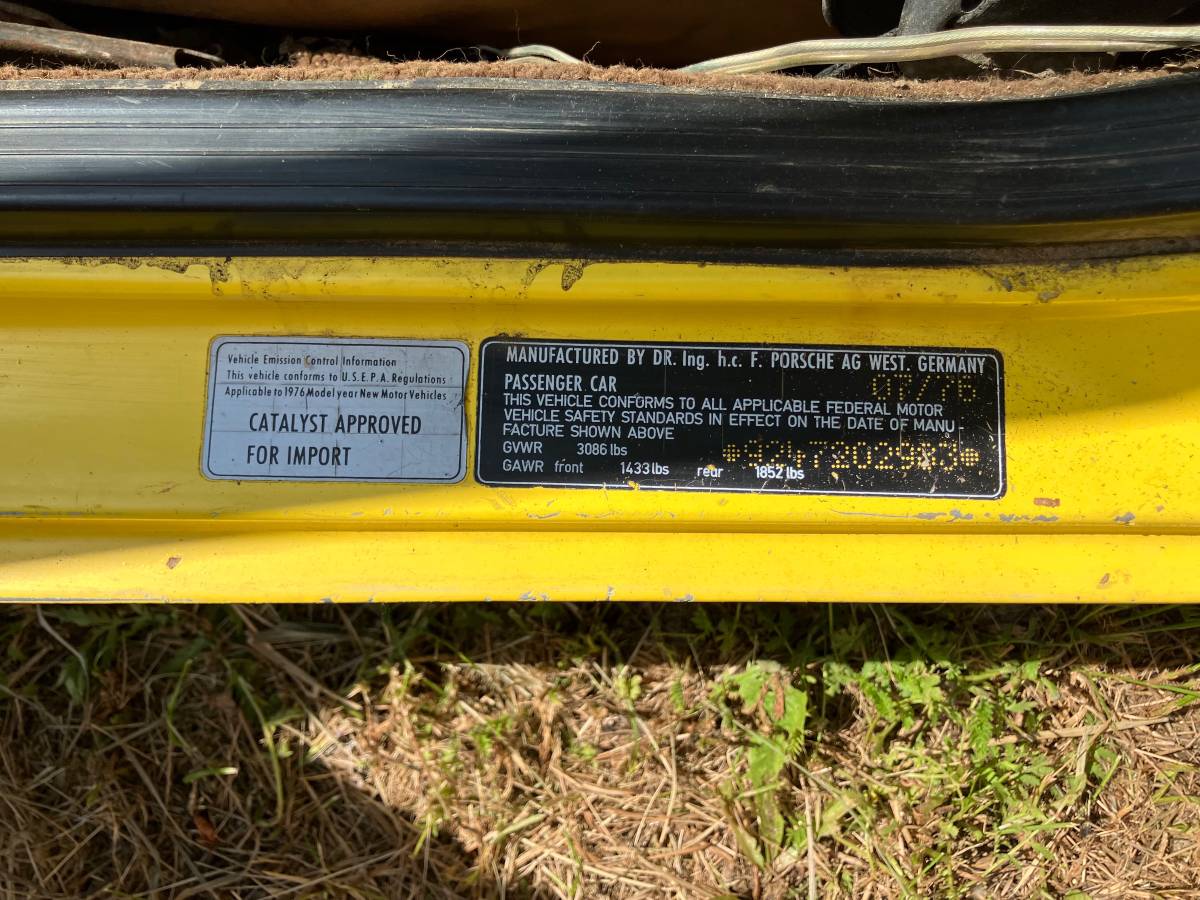 Vehicle Emission Control Information
This vehicle conforms to U.S.E.P.A. Regulations
Applicable to 1976 Model year New Motor Vehicles
CATALYST APPROVED
FOR IMPORT
MANUFACTURED BY DR. Ing. h.c. F. PORSCHE AG WEST. GERMANY
PASSENGER CAR
THIS VEHICLE CONFORMS TO ALL APPLICABLE FEDERAL MOTOR
VEHICLE SAFETY STANDARDS IN EFFECT ON THE DATE OF MANU-
FACTURE SHOWN ABOVE
GVWR 3086 lbs
GAWR front 1433 lbs rear 1852 lbs